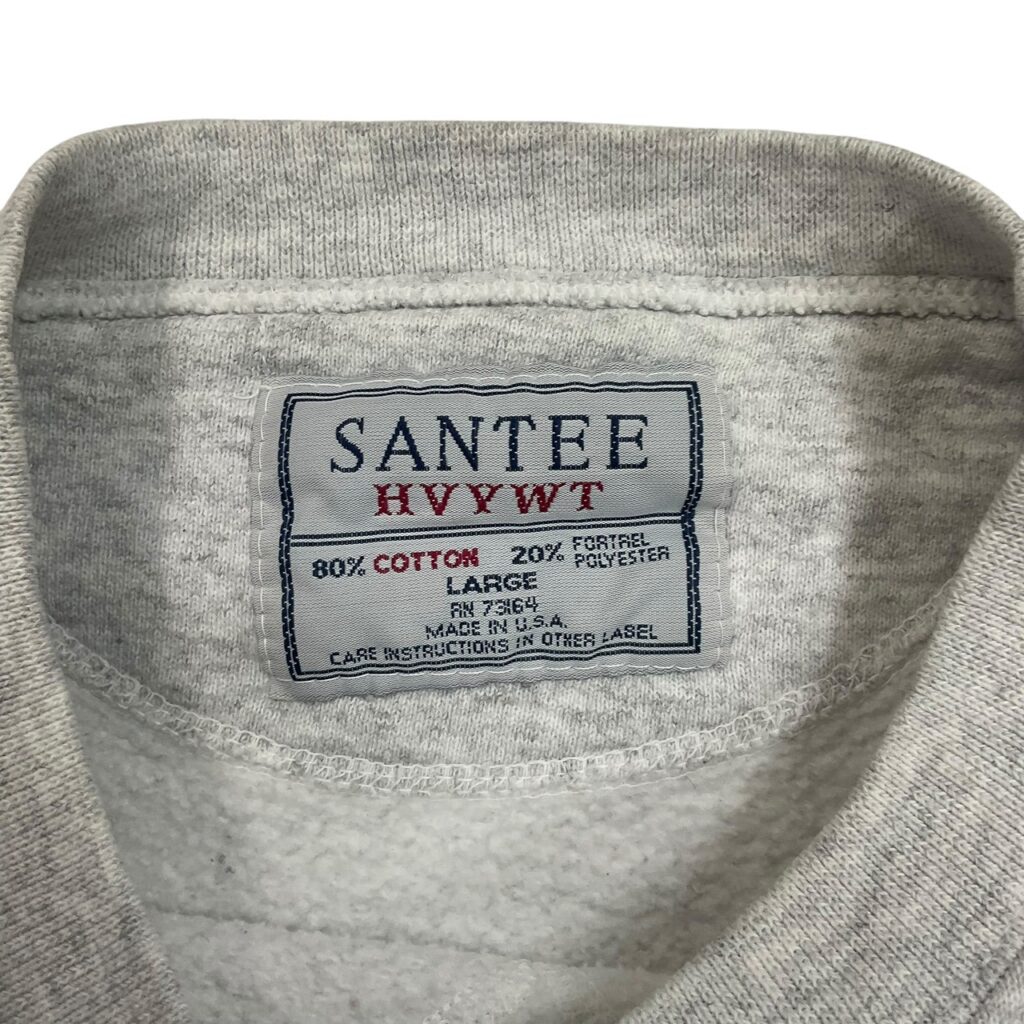 SANTEE
HVYWT
80% COTTON 20% FORTREL POLYESTER
LARGE
RN 73164
MADE IN U.S.A.
CARE INSTRUCTIONS IN OTHER LABEL